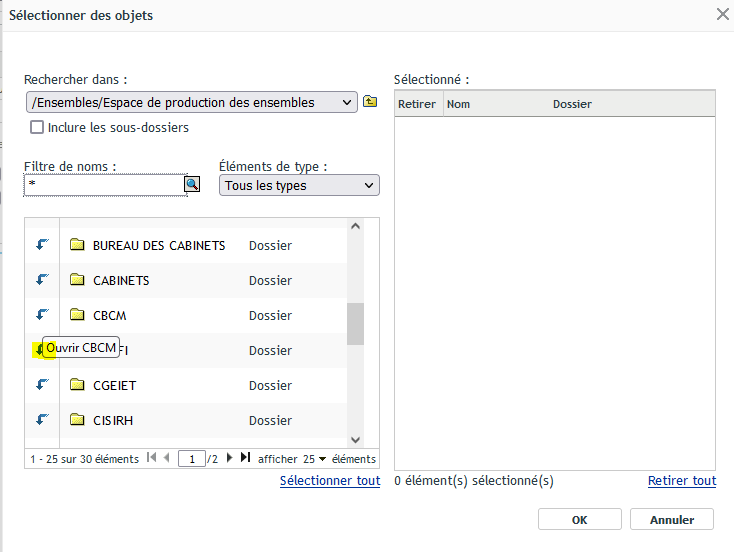 Sélectionner des objets
Rechercher dans :
/Ensembles/Espace de production des ensembles
Inclure les sous-dossiers
Filtre de noms :
Éléments de type :
*
Tous les types
BUREAU DES CABINETS Dossier
CABINETS Dossier
CBCM Dossier
Ouvrir CBCM
FI Dossier
CGEIET Dossier
CISIRH Dossier
1 - 25 sur 30 éléments 1 /2 afficher 25 éléments
Sélectionner tout
Sélectionné :
Retirer Nom Dossier
0 élément(s) sélectionné(s) Retirer tout
OK Annuler